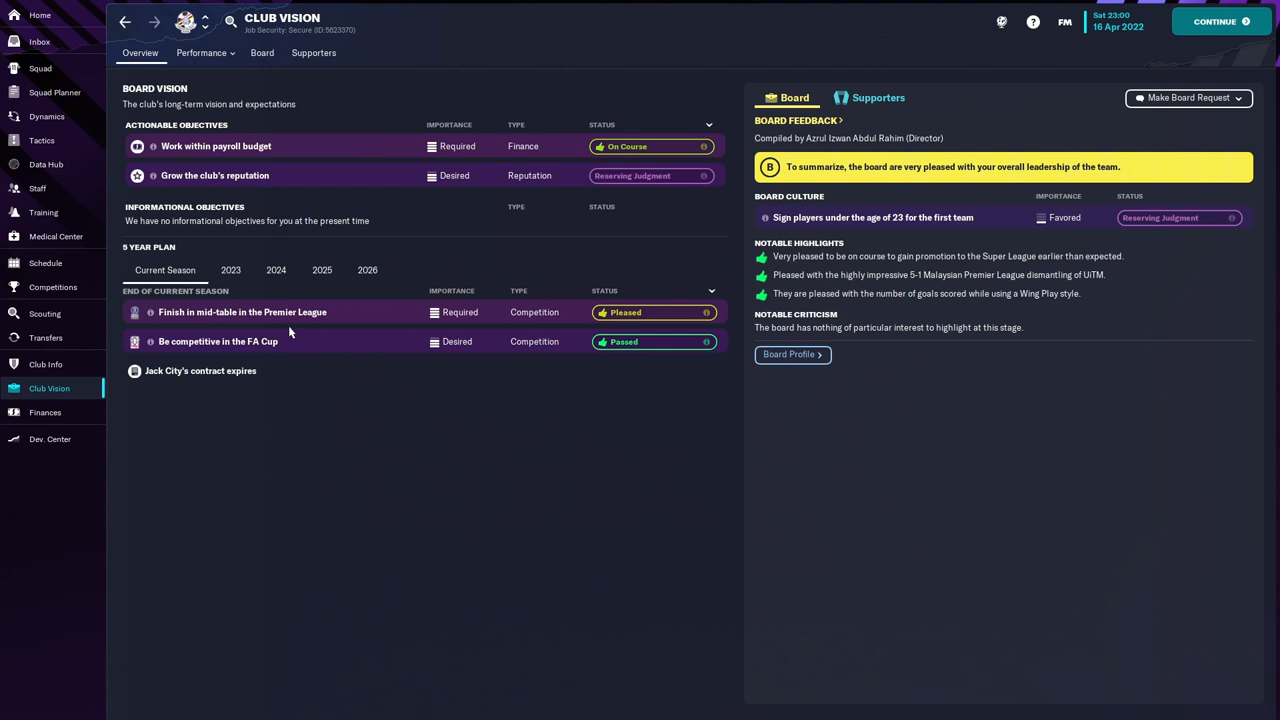 Home
Inbox
Squad
Squad Planner
Dynamics
Tactics
Data Hub
Staff
Training
Medical Center
Schedule
Competitions
Scouting
Transfers
Club Info
Club Vision
Finances
Dev. Center
CLUB VISION
Job Security: Secure (ID:5623370)
FM
Sat 23:00
16 Apr 2022
CONTINUE
Overview Performance Board Supporters
BOARD VISION
The club's long-term vision and expectations
ACTIONABLE OBJECTIVES IMPORTANCE TYPE STATUS
Work within payroll budget Required Finance On Course
Grow the club's reputation Desired Reputation Reserving Judgment
INFORMATIONAL OBJECTIVES TYPE STATUS
We have no informational objectives for you at the present time
5 YEAR PLAN
Current Season 2023 2024 2025 2026
END OF CURRENT SEASON IMPORTANCE TYPE STATUS
Finish in mid-table in the Premier League Required Competition Pleased
Be competitive in the FA Cup Desired Competition Passed
Jack City's contract expires
Board Supporters Make Board Request
BOARD FEEDBACK
Compiled by Azrul Izwan Abdul Rahim (Director)
B To summarize, the board are very pleased with your overall leadership of the team.
BOARD CULTURE IMPORTANCE STATUS
Sign players under the age of 23 for the first team Favored Reserving Judgment
NOTABLE HIGHLIGHTS
Very pleased to be on course to gain promotion to the Super League earlier than expected.
Pleased with the highly impressive 5-1 Malaysian Premier League dismantling of UiTM.
They are pleased with the number of goals scored while using a Wing Play style.
NOTABLE CRITICISM
The board has nothing of particular interest to highlight at this stage.
Board Profile